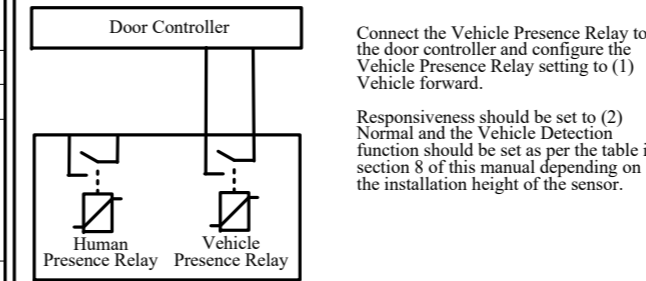 Door Controller
Connect the Vehicle Presence Relay to
the door controller and configure the
Vehicle Presence Relay setting to (1)
Vehicle forward.
Responsiveness should be set to (2)
Normal and the Vehicle Detection
function should be set as per the table
section 8 of this manual depending on
the installation height of the sensor.
Human
Presence Relay
Vehicle
Presence Relay